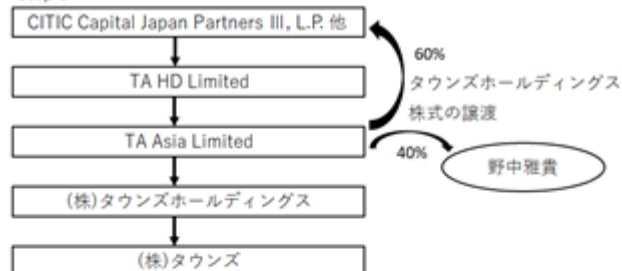 CITIC Capital Japan Partners III, L.P. 他
60%
TA HD Limited
タウンズホールディングス
株式の譲渡
TA Asia Limited
40%
野中雅貴
(株)タウンズホールディングス
(株)タウンズ